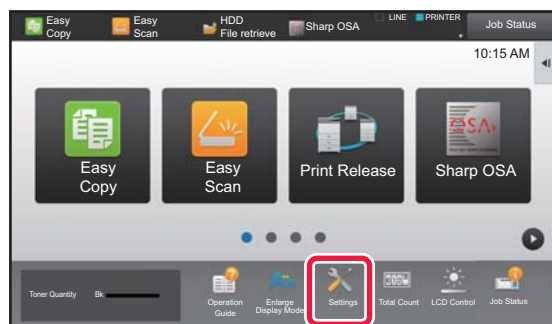 Easy
Copy
Easy
Scan
HDD
File retrieve
Sharp OSA
LINE
PRINTER
Job Status
10:15 AM
Easy
Copy
Easy
Scan
Print Release
OSA
Sharp OSA
Toner Quantity
Bk
Operation
Guide
Enlarge
Display Mode
Settings
Total Count
LCD Control
Job Status